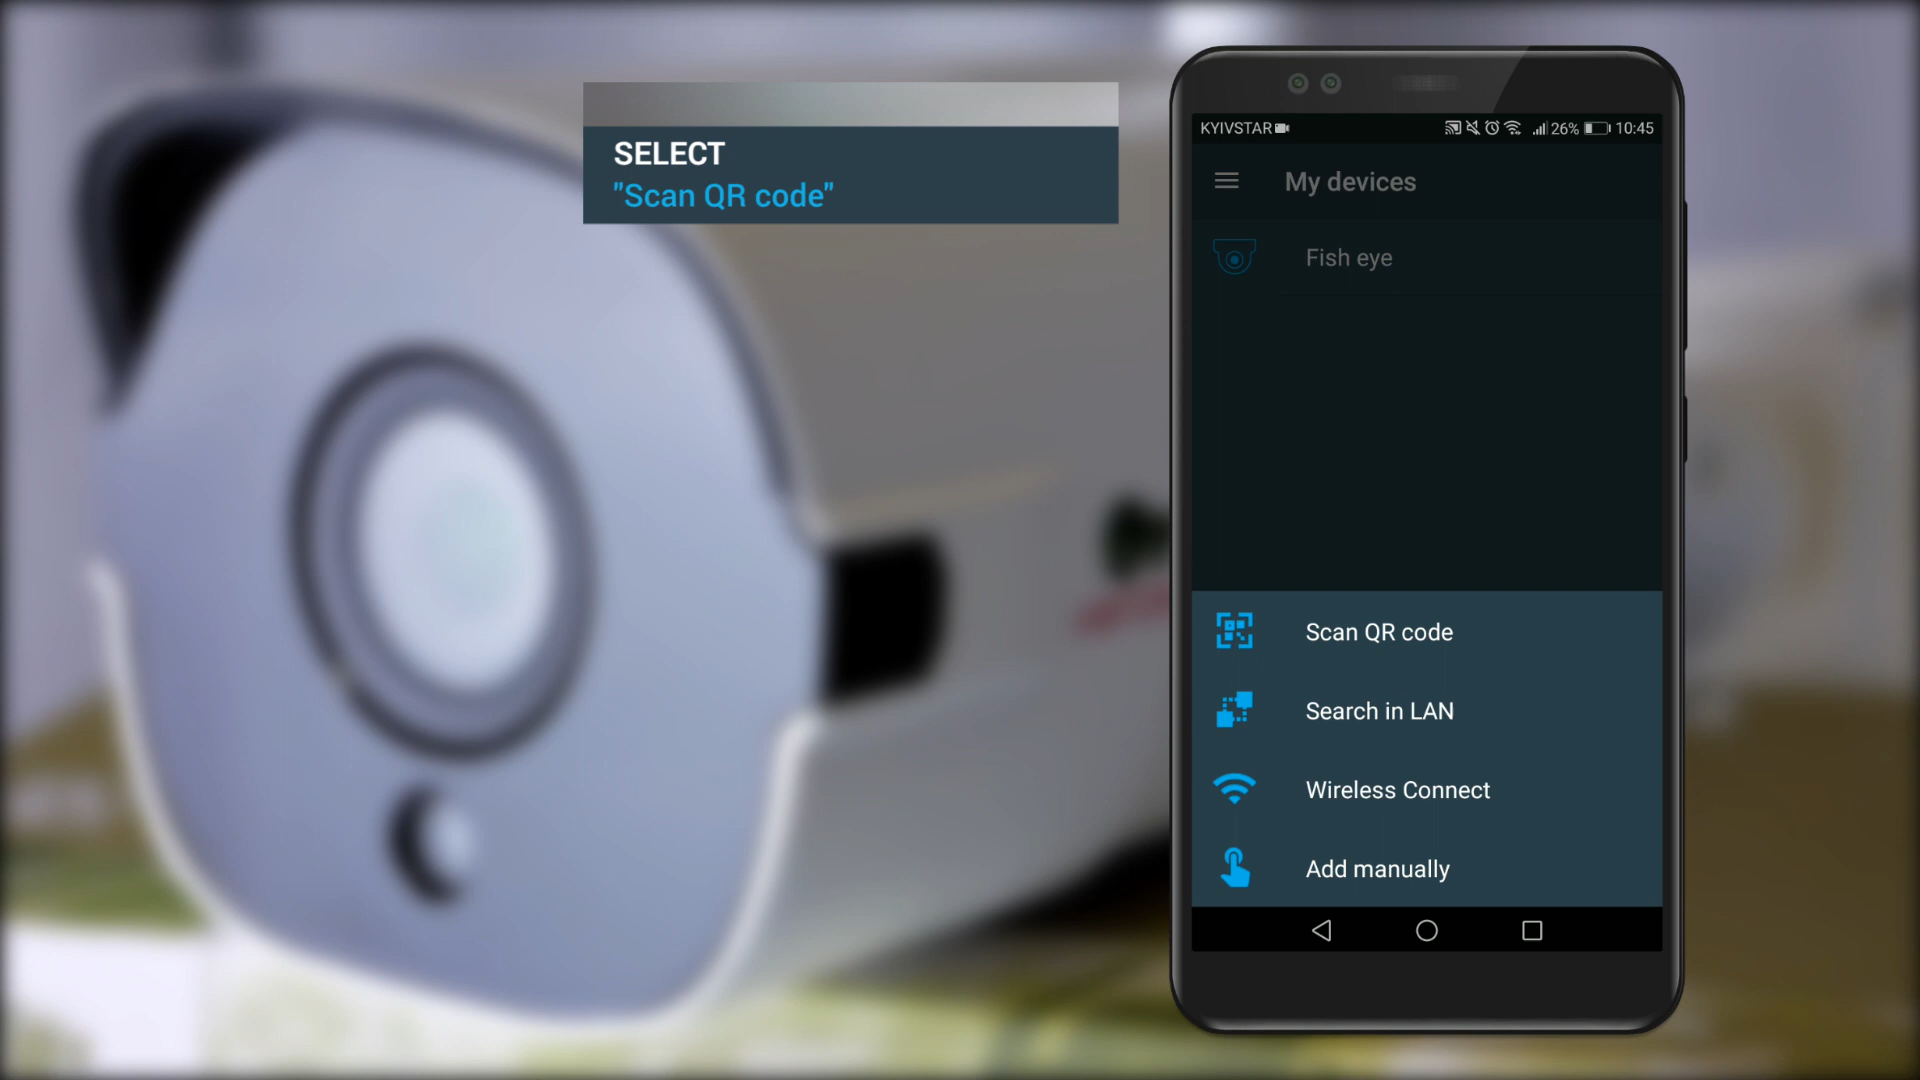 SELECT
"Scan QR code"
KYIVSTAR
26% 10:45
My devices
Fish eye
Scan QR code
Search in LAN
Wireless Connect
Add manually